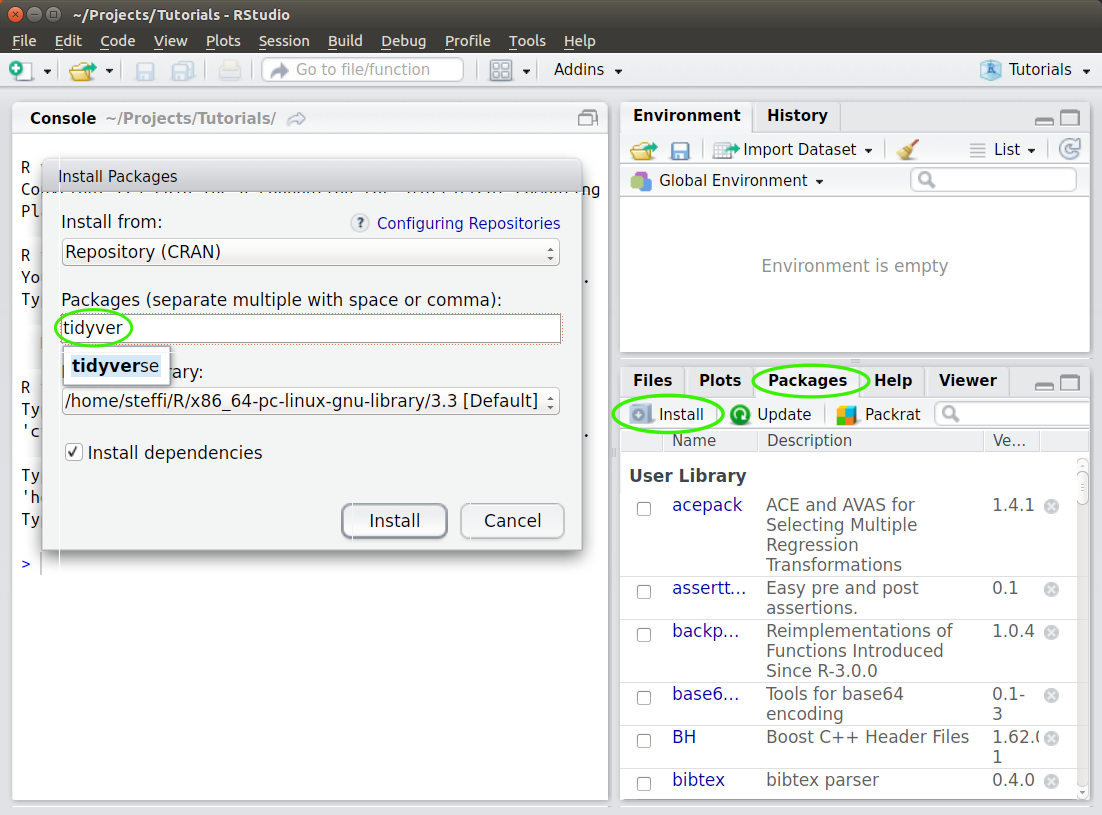 ~/Projects/Tutorials - RStudio
File Edit Code View Plots Session Build Debug Profile Tools Help
Go to file/function Addins Tutorials
Console ~/Projects/Tutorials/
R
Co
Pl
R
Yo
Ty
R
Ty
'c
Ty
'h
Ty
>
Install Packages
Install from: ? Configuring Repositories
Repository (CRAN)
Packages (separate multiple with space or comma):
tidyver
tidyverse
ary:
/home/steffi/R/x86_64-pc-linux-gnu-library/3.3 [Default]
Install dependencies
Install Cancel
Environment History
Import Dataset List
Global Environment
Environment is empty
Files Plots Packages Help Viewer
Install Update Packrat
Name Description Ve...
User Library
acepack ACE and AVAS for 1.4.1
Selecting Multiple
Regression
Transformations
assertt... Easy pre and post 0.1
assertions.
backp... Reimplementations of 1.0.4
Functions Introduced
Since R-3.0.0
base6... Tools for base64 0.1-
encoding 3
BH Boost C++ Header Files 1.62.0
1
bibtex bibtex parser 0.4.0